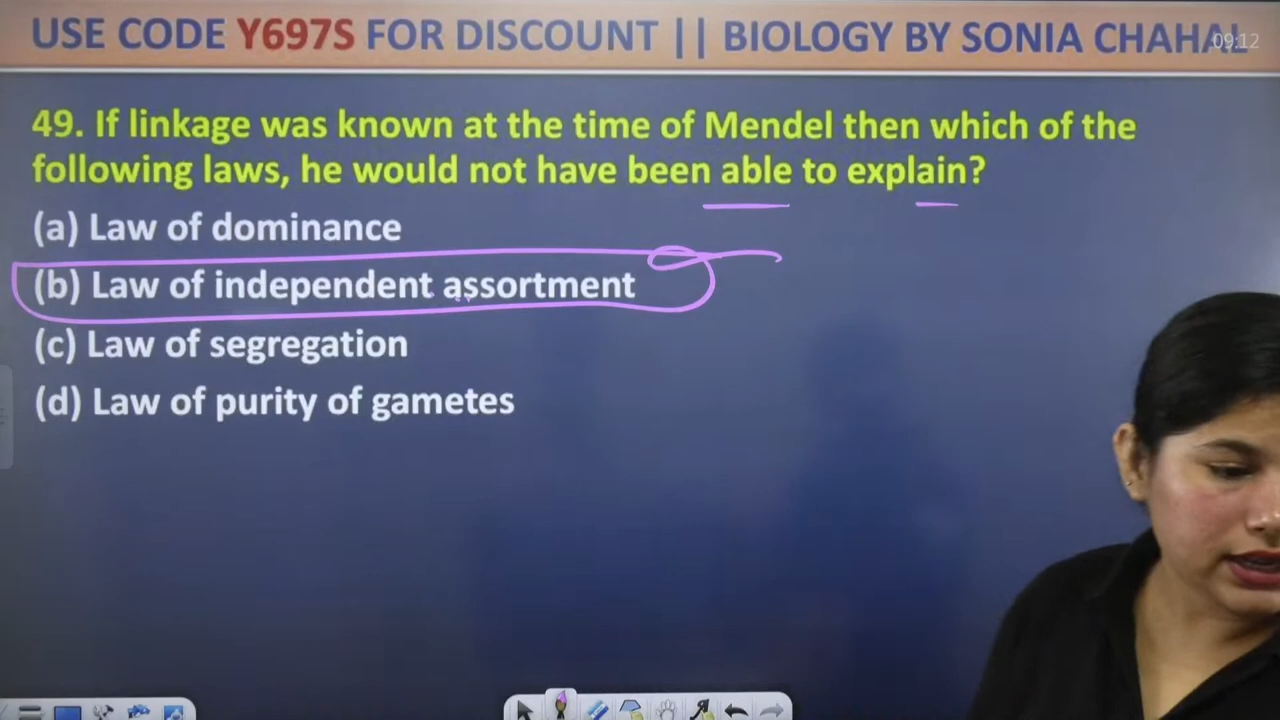 USE CODE Y697S FOR DISCOUNT || BIOLOGY BY SONIA CHAHAL
09:12
49. If linkage was known at the time of Mendel then which of the
following laws, he would not have been able to explain?
(a) Law of dominance
(b) Law of independent assortment
(c) Law of segregation
(d) Law of purity of gametes